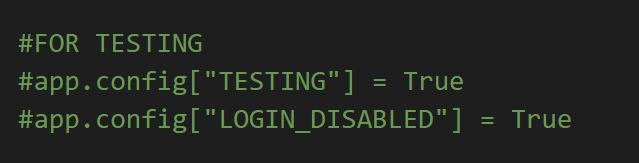 #FOR TESTING
#app.config["TESTING"] = True
#app.config["LOGIN_DISABLED"] = True